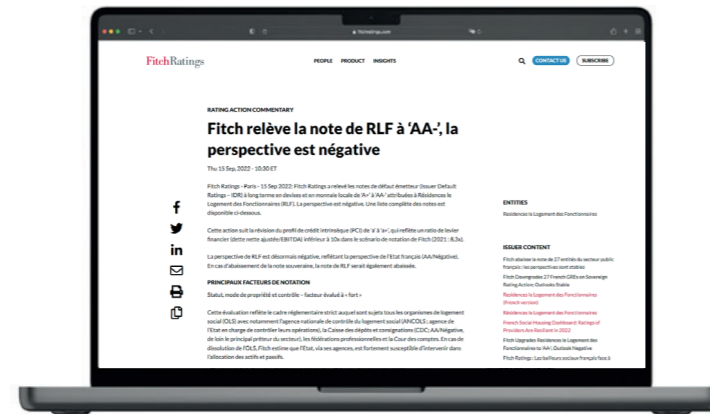 fitchratings.com
FitchRatings
PEOPLE PRODUCT INSIGHTS
CONTACT US
SUBSCRIBE
RATING ACTION COMMENTARY
Fitch relève la note de RLF à ‘AA-’, la
perspective est négative
Thu 15 Sep, 2022 - 10:30 ET
Fitch Ratings - Paris - 15 Sep 2022: Fitch Ratings a relevé les notes de défaut émetteur (Issuer Default
Ratings – IDR) à long terme en devises et en monnaie locale de 'A+' à 'AA-' attribuées à Résidences le
Logement des Fonctionnaires (RLF). La perspective est négative. Une liste complète des notes est
disponible ci-dessous.
Cette action suit la révision du profil de crédit intrinsèque (PCI) de 'a' à 'a+', qui reflète un ratio de levier
financier (dette nette ajustée/EBITDA) inférieur à 10x dans le scénario de notation de Fitch (2021 : 8,3x).
La perspective de RLF est désormais négative, reflétant la perspective de l'Etat français (AA/Négative).
En cas d'abaissement de la note souveraine, la note de RLF serait également abaissée.
PRINCIPAUX FACTEURS DE NOTATION
Statut, mode de propriété et contrôle – facteur évalué à « fort »
Cette évaluation reflète le cadre réglementaire strict auquel sont sujets tous les organismes de logement
social (OLS) avec notamment l'agence nationale de contrôle du logement social (ANCOLS ; agence de
l'Etat en charge de contrôler leurs opérations), la Caisse des dépôts et consignations (CDC; AA/Négative,
de loin le principal prêteur du secteur), les fédérations professionnelles et la Cour des comptes. En cas de
dissolution de l'OLS, Fitch estime que l'Etat, via ses agences, est fortement susceptible d'intervenir dans
l'allocation des actifs et passifs.
ENTITIES
Residences le Logement des Fonctionnaires
ISSUER CONTENT
Fitch abaisse la note de 27 entités du secteur public
français ; les perspectives sont stables
Fitch Downgrades 27 French GREs on Sovereign
Rating Action; Outlooks Stable
Residences le Logement des Fonctionnaires
(French version)
Residences le Logement des Fonctionnaires
French Social Housing Dashboard: Ratings of
Providers Are Resilient in 2022
Fitch Upgrades Residences le Logement des
Fonctionnaires to 'AA-'; Outlook Negative
Fitch Ratings : Les bailleurs sociaux français face à